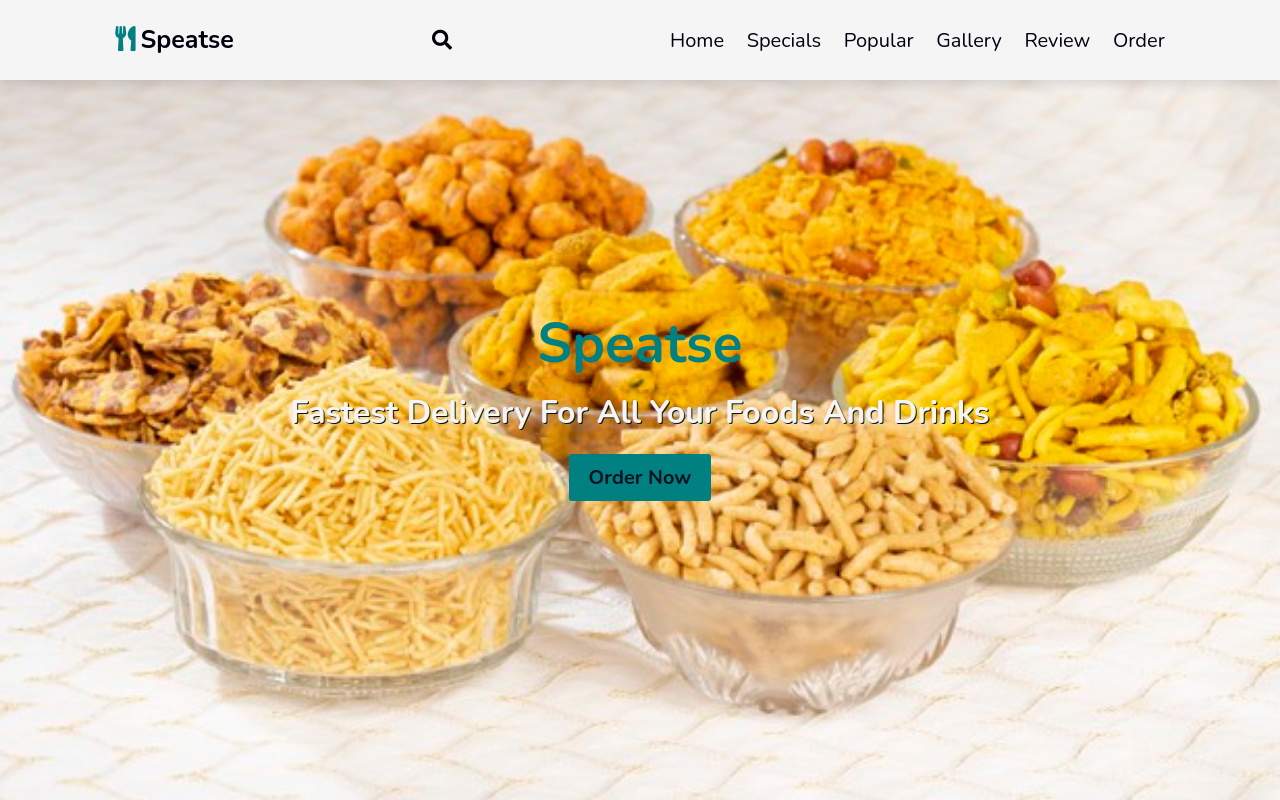 Speatse
Home Specials Popular Gallery Review Order
Speatse
Fastest Delivery For All Your Foods And Drinks
Order Now